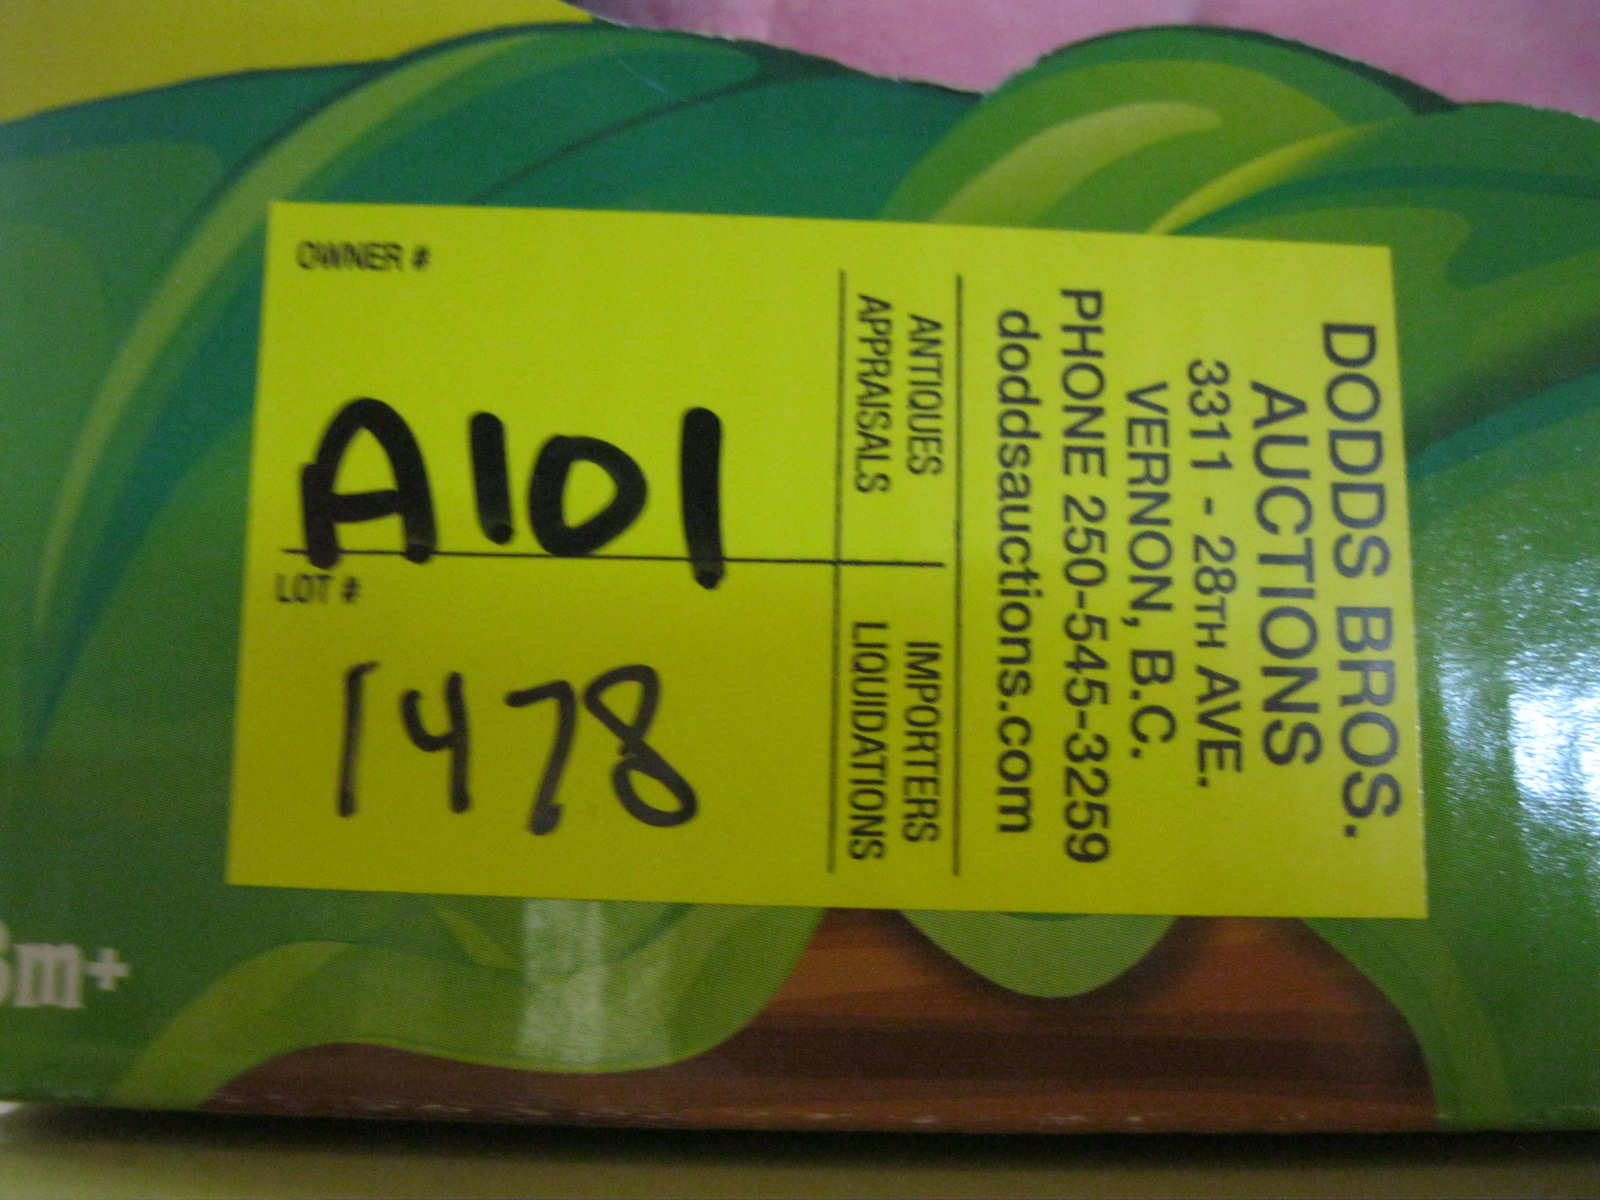 DODDS BROS.
AUCTIONS
3311 - 28TH AVE.
VERNON, B.C.
PHONE 250-545-3259
doddsauctions.com
ANTIQUES
APPRAISALS
IMPORTERS
LIQUIDATIONS
OWNER #
A101
LOT #
1478
6m+